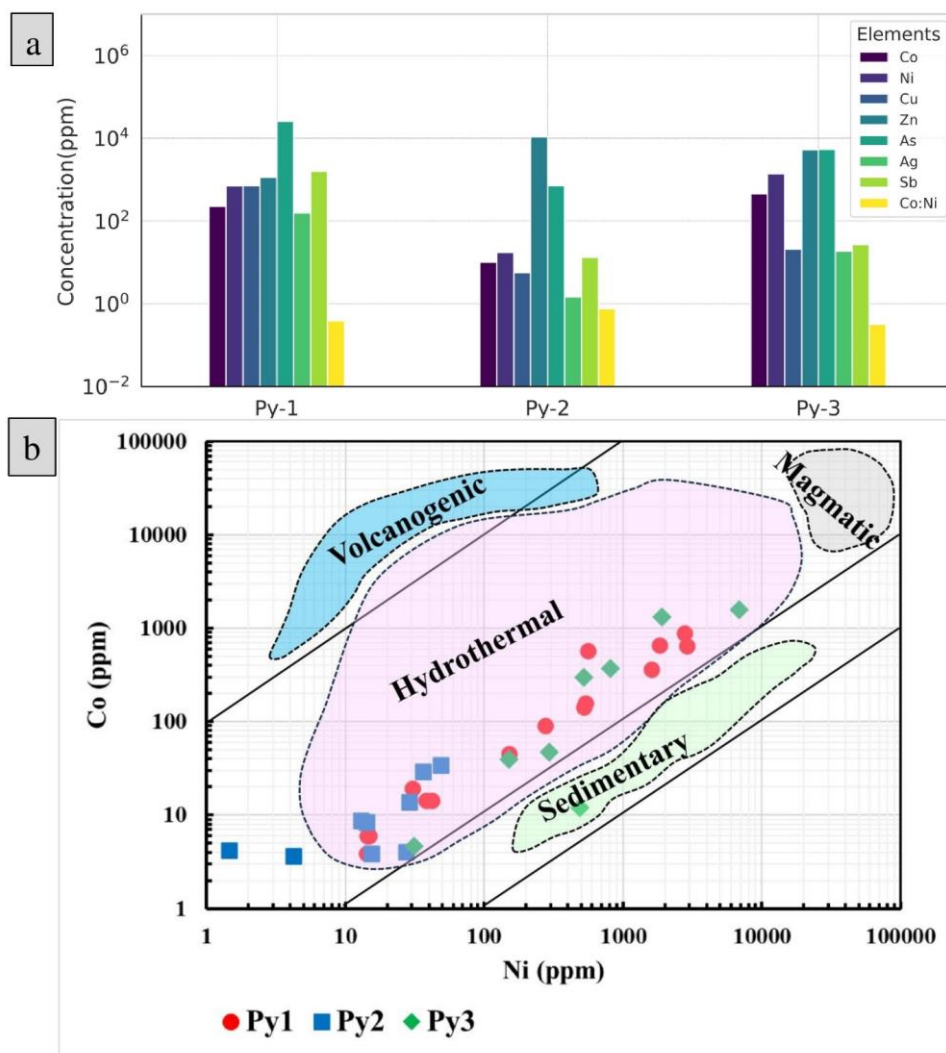 a
Concentration(ppm)
10^6
10^4
10^2
10^0
10^-2
Elements
Co
Ni
Cu
Zn
As
Ag
Sb
Co:Ni
Py-1
Py-2
Py-3
b
Co (ppm)
100000
10000
1000
100
10
1
Volcanogenic
Magmatic
Hydrothermal
Sedimentary
1
10
100
1000
10000
100000
Ni (ppm)
Py1
Py2
Py3